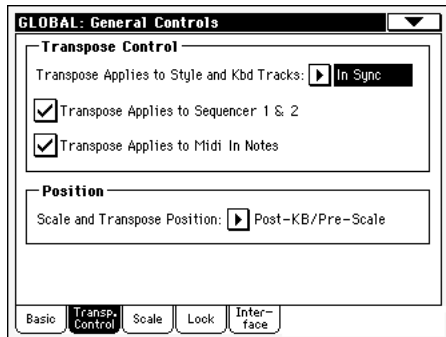 GLOBAL: General Controls
Transpose Control
Transpose Applies to Style and Kbd Tracks: In Sync
Transpose Applies to Sequencer 1 & 2
Transpose Applies to Midi In Notes
Position
Scale and Transpose Position: Post-KB/Pre-Scale
Basic Transp. Control Scale Lock Inter- face